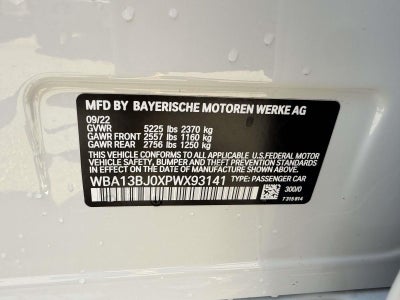 MFD BY BAYERISCHE MOTOREN WERKE AG
09/22
GVWR 5225 lbs 2370 kg
GAWR FRONT 2557 lbs 1160 kg
GAWR REAR 2756 lbs 1250 kg
THIS VEHICLE CONFORMS TO ALL APPLICABLE U.S.FEDERAL MOTOR
VEHICLE SAFETY, BUMPER, AND THEFT PREVENTION STANDARDS
IN EFFECT ON THE DATE OF MANUFACTURE SHOWN ABOVE.
WBA13BJ0XPWX93141 TYPE: PASSENGER CAR
300/0
7 315 814